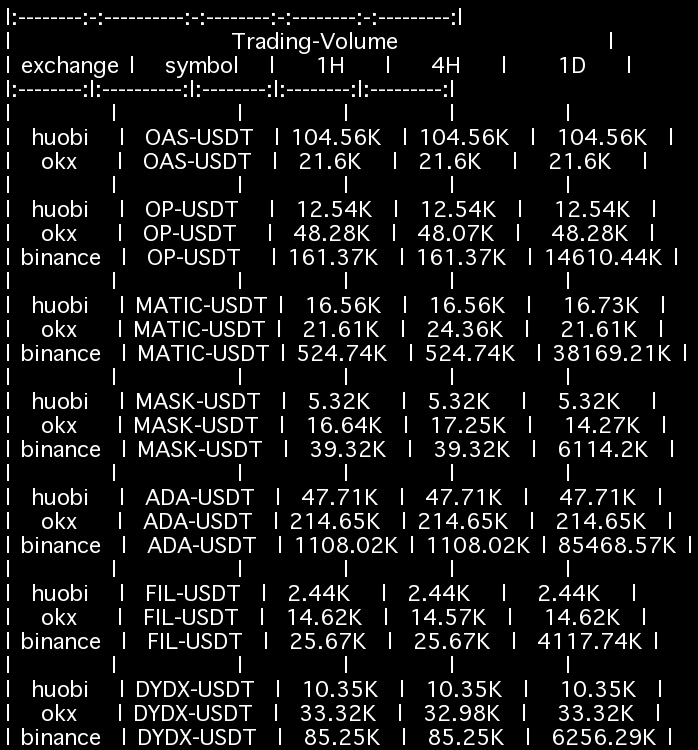 |:--------:-:----------:-:--------:-:--------:-:---------:|
| Trading-Volume |
| exchange | symbol | 1H | 4H | 1D |
|:--------:|:----------:|:--------:|:--------:|:---------:|
| | | | | |
| huobi | OAS-USDT | 104.56K | 104.56K | 104.56K |
| okx | OAS-USDT | 21.6K | 21.6K | 21.6K |
| | | | | |
| huobi | OP-USDT | 12.54K | 12.54K | 12.54K |
| okx | OP-USDT | 48.28K | 48.07K | 48.28K |
| binance | OP-USDT | 161.37K | 161.37K | 14610.44K |
| | | | | |
| huobi | MATIC-USDT | 16.56K | 16.56K | 16.73K |
| okx | MATIC-USDT | 21.61K | 24.36K | 21.61K |
| binance | MATIC-USDT | 524.74K | 524.74K | 38169.21K |
| | | | | |
| huobi | MASK-USDT | 5.32K | 5.32K | 5.32K |
| okx | MASK-USDT | 16.64K | 17.25K | 14.27K |
| binance | MASK-USDT | 39.32K | 39.32K | 6114.2K |
| | | | | |
| huobi | ADA-USDT | 47.71K | 47.71K | 47.71K |
| okx | ADA-USDT | 214.65K | 214.65K | 214.65K |
| binance | ADA-USDT | 1108.02K | 1108.02K | 85468.57K |
| | | | | |
| huobi | FIL-USDT | 2.44K | 2.44K | 2.44K |
| okx | FIL-USDT | 14.62K | 14.57K | 14.62K |
| binance | FIL-USDT | 25.67K | 25.67K | 4117.74K |
| | | | | |
| huobi | DYDX-USDT | 10.35K | 10.35K | 10.35K |
| okx | DYDX-USDT | 33.32K | 32.98K | 33.32K |
| binance | DYDX-USDT | 85.25K | 85.25K | 6256.29K |